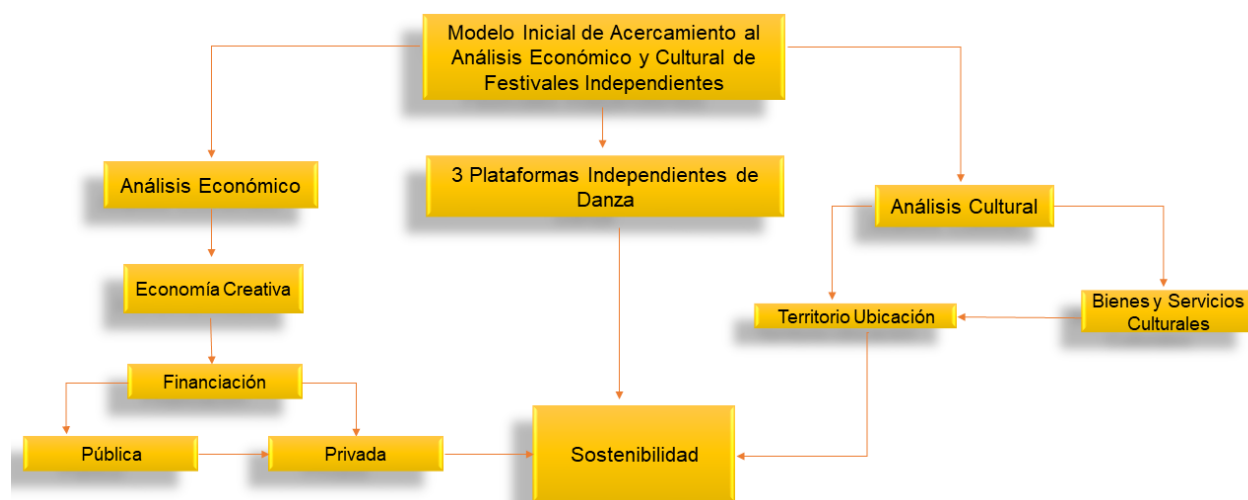 Modelo Inicial de Acercamiento al
Análisis Económico y Cultural de
Festivales Independientes
Análisis Económico
3 Plataformas Independientes de
Danza
Análisis Cultural
Economía Creativa
Territorio Ubicación
Bienes y Servicios
Culturales
Financiación
Pública
Privada
Sostenibilidad